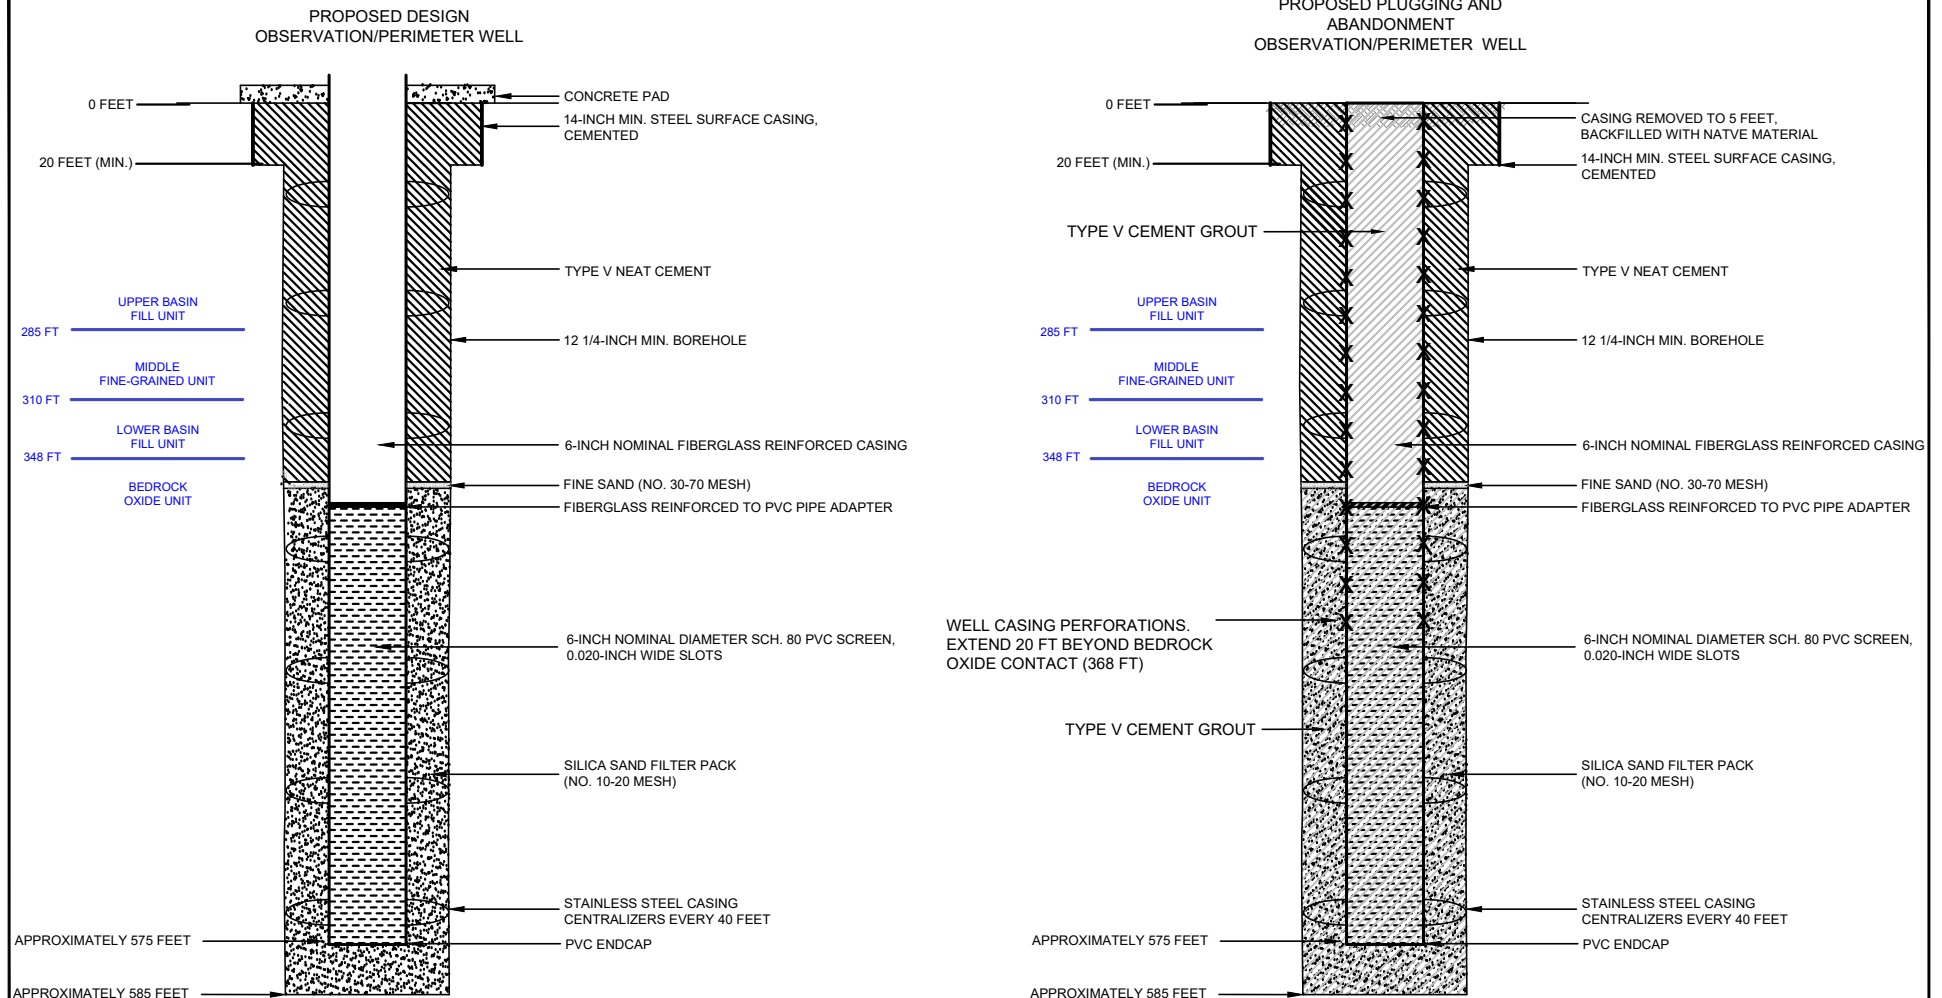 PROPOSED DESIGN
OBSERVATION/PERIMETER WELL
0 FEET
20 FEET (MIN.)
UPPER BASIN
FILL UNIT
285 FT
MIDDLE
FINE-GRAINED UNIT
310 FT
LOWER BASIN
FILL UNIT
348 FT
BEDROCK
OXIDE UNIT
APPROXIMATELY 575 FEET
APPROXIMATELY 585 FEET
CONCRETE PAD
14-INCH MIN. STEEL SURFACE CASING,
CEMENTED
TYPE V NEAT CEMENT
12 1/4-INCH MIN. BOREHOLE
6-INCH NOMINAL FIBERGLASS REINFORCED CASING
FINE SAND (NO. 30-70 MESH)
FIBERGLASS REINFORCED TO PVC PIPE ADAPTER
6-INCH NOMINAL DIAMETER SCH. 80 PVC SCREEN,
0.020-INCH WIDE SLOTS
SILICA SAND FILTER PACK
(NO. 10-20 MESH)
STAINLESS STEEL CASING
CENTRALIZERS EVERY 40 FEET
PVC ENDCAP
PROPOSED PLUGGING AND
ABANDONMENT
OBSERVATION/PERIMETER WELL
0 FEET
20 FEET (MIN.)
TYPE V CEMENT GROUT
UPPER BASIN
FILL UNIT
285 FT
MIDDLE
FINE-GRAINED UNIT
310 FT
LOWER BASIN
FILL UNIT
348 FT
BEDROCK
OXIDE UNIT
WELL CASING PERFORATIONS.
EXTEND 20 FT BEYOND BEDROCK
OXIDE CONTACT (368 FT)
TYPE V CEMENT GROUT
APPROXIMATELY 575 FEET
APPROXIMATELY 585 FEET
CASING REMOVED TO 5 FEET,
BACKFILLED WITH NATVE MATERIAL
14-INCH MIN. STEEL SURFACE CASING,
CEMENTED
TYPE V NEAT CEMENT
12 1/4-INCH MIN. BOREHOLE
6-INCH NOMINAL FIBERGLASS REINFORCED CASING
FINE SAND (NO. 30-70 MESH)
FIBERGLASS REINFORCED TO PVC PIPE ADAPTER
6-INCH NOMINAL DIAMETER SCH. 80 PVC SCREEN,
0.020-INCH WIDE SLOTS
SILICA SAND FILTER PACK
(NO. 10-20 MESH)
STAINLESS STEEL CASING
CENTRALIZERS EVERY 40 FEET
PVC ENDCAP